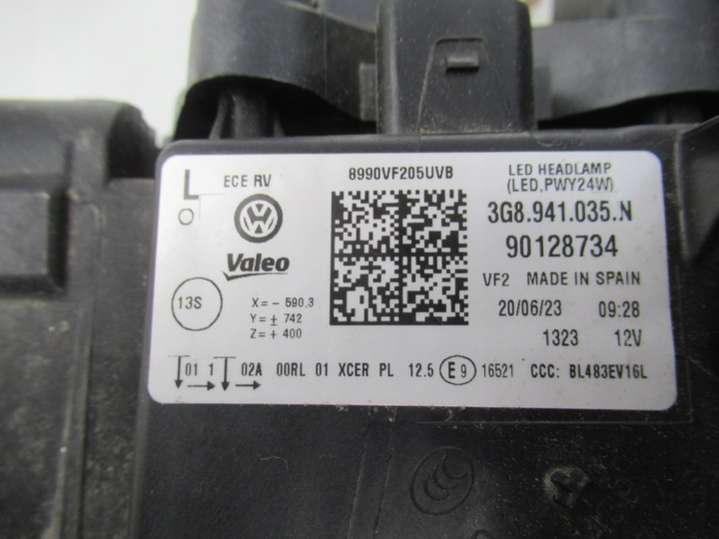 L ECE RV 8990VF205UVB LED HEADLAMP
(LED,PWY24W)
3G8.941.035.N
Valeo 90128734
VF2 MADE IN SPAIN
13S X= - 590.3 20/06/23 09:28
Y= ± 742 1323 12V
Z= + 400
01 1 02A 00RL 01 XCER PL 12.5 E9 16521 CCC: BL483EV16L